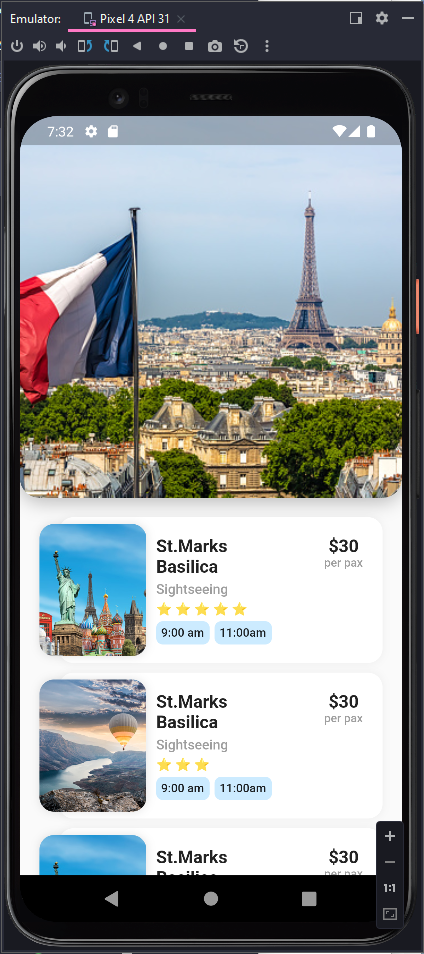 Emulator:
Pixel 4 API 31
7:32
St.Marks
Basilica
$30
per pax
Sightseeing
9:00 am
11:00am
St.Marks
Basilica
$30
per pax
Sightseeing
9:00 am
11:00am
St.Marks
Basilica
$30
per pax
1:1